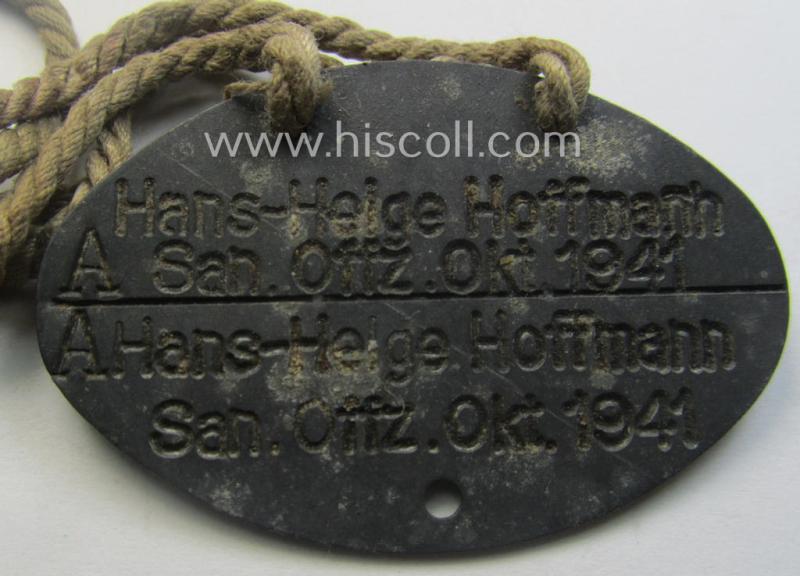 www.hiscoll.com
Hans-Helge Hoffmann
A San. Offz. Okt. 1941
A Hans-Helge Hoffmann
San. Offz. Okt. 1941